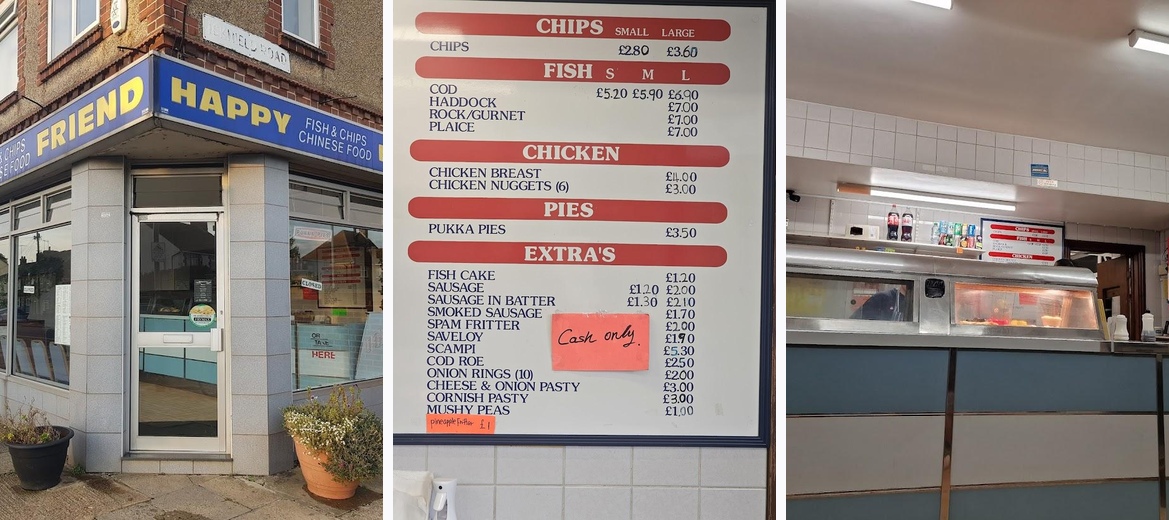 FRIEND
HAPPY
FISH & CHIPS
CHINESE FOOD
CLOSED
HERE
CHIPS SMALL LARGE
CHIPS £2.80 £3.60
FISH S M L
COD £5.20 £5.90 £6.90
HADDOCK £7.00
ROCK/GURNET £7.00
PLAICE £7.00
CHICKEN
CHICKEN BREAST £4.00
CHICKEN NUGGETS (6) £3.00
PIES
PUKKA PIES £3.50
EXTRA'S
FISH CAKE £1.20
SAUSAGE £1.20 £2.00
SAUSAGE IN BATTER £1.30 £2.10
SMOKED SAUSAGE £1.70
SPAM FRITTER £2.00
SAVELOY £1.90
SCAMPI £5.30
COD ROE £2.50
ONION RINGS (10) £2.00
CHEESE & ONION PASTY £3.00
CORNISH PASTY £3.00
MUSHY PEAS £1.00
Cash only.
pineapple fritter £1
CHIPS
FISH
CHICKEN